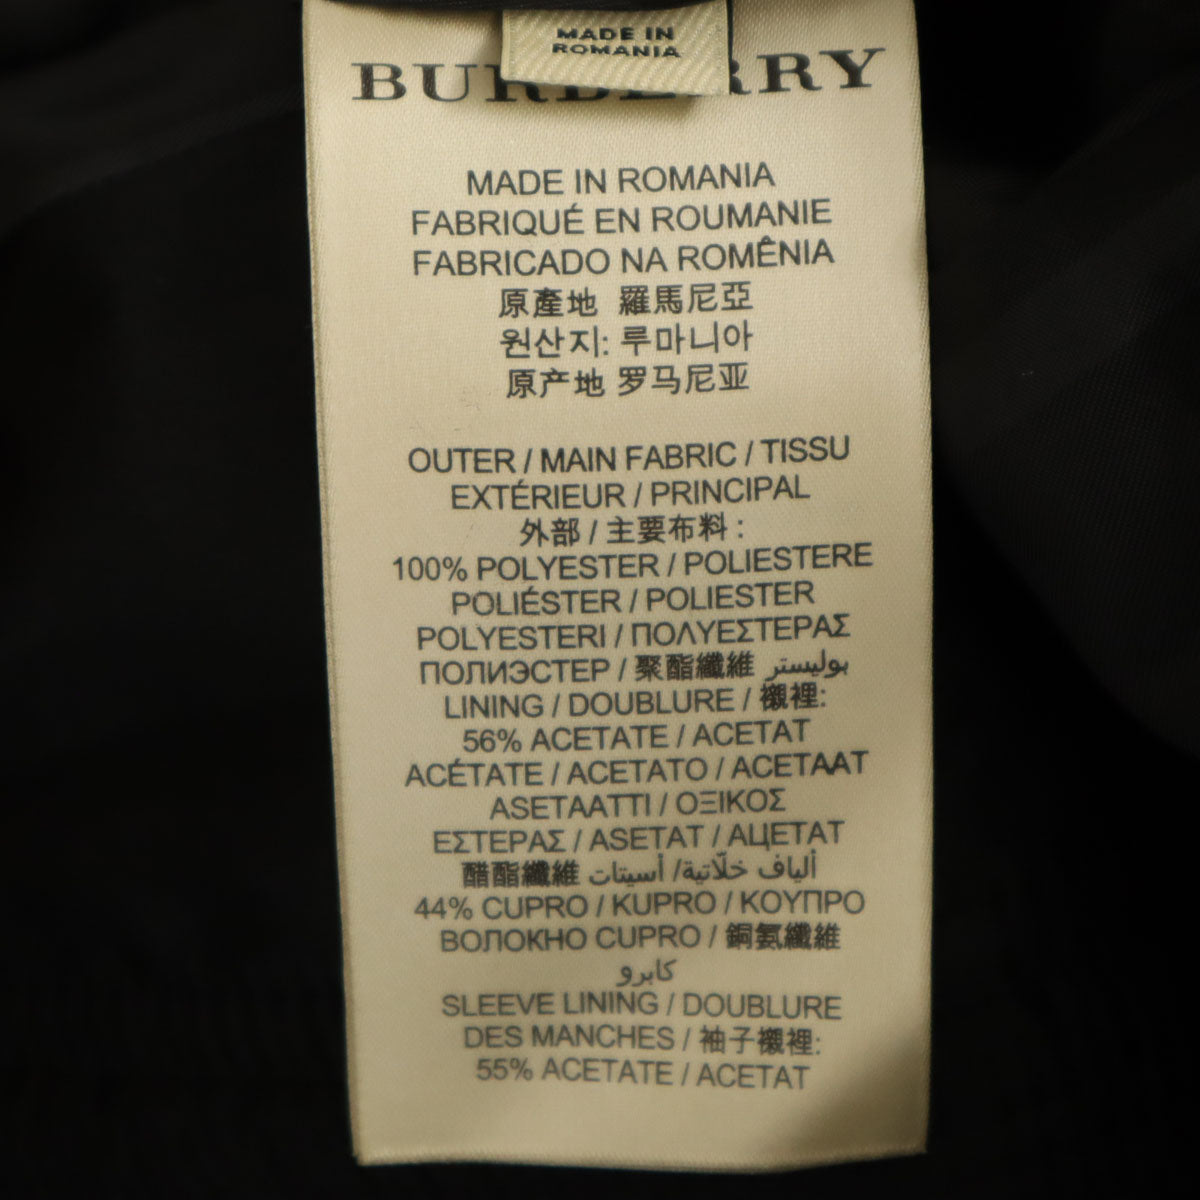 MADE IN
ROMANIA
BURBERRY
MADE IN ROMANIA
FABRIQUÉ EN ROUMANIE
FABRICADO NA ROMÊNIA
原產地 羅馬尼亞
원산지: 루마니아
原产地 罗马尼亚
OUTER / MAIN FABRIC / TISSU
EXTÉRIEUR / PRINCIPAL
外部 / 主要布料 :
100% POLYESTER / POLIESTERE
POLIÉSTER / POLIESTER
POLYESTERI / ΠΟΛΥΕΣΤΕΡΑΣ
ПОЛИЭСТЕР / 聚酯纖維 بوليستر
LINING / DOUBLURE / 襯裡:
56% ACETATE / ACETAT
ACÉTATE / ACETATO / ACETAAT
ASETAATTI / ΟΞΙΚΟΣ
ΕΣΤΕΡΑΣ / ASETAT / АЦЕТАТ
醋酯纖維 ألياف خلّاتية/ أسيتات
44% CUPRO / KUPRO / ΚΟΥΠΡΟ
ВОЛОКНО CUPRO / 銅氨纖維
كابرو
SLEEVE LINING / DOUBLURE
DES MANCHES / 袖子襯裡:
55% ACETATE / ACETAT